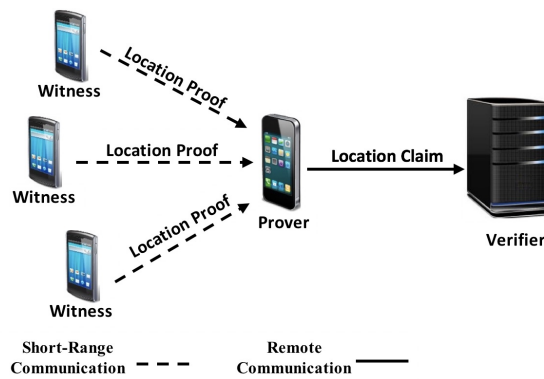 Location Proof
Witness
Location Proof
Witness
Location Claim
Prover
Location Proof
Verifier
Witness
Short-Range
Communication
Remote
Communication